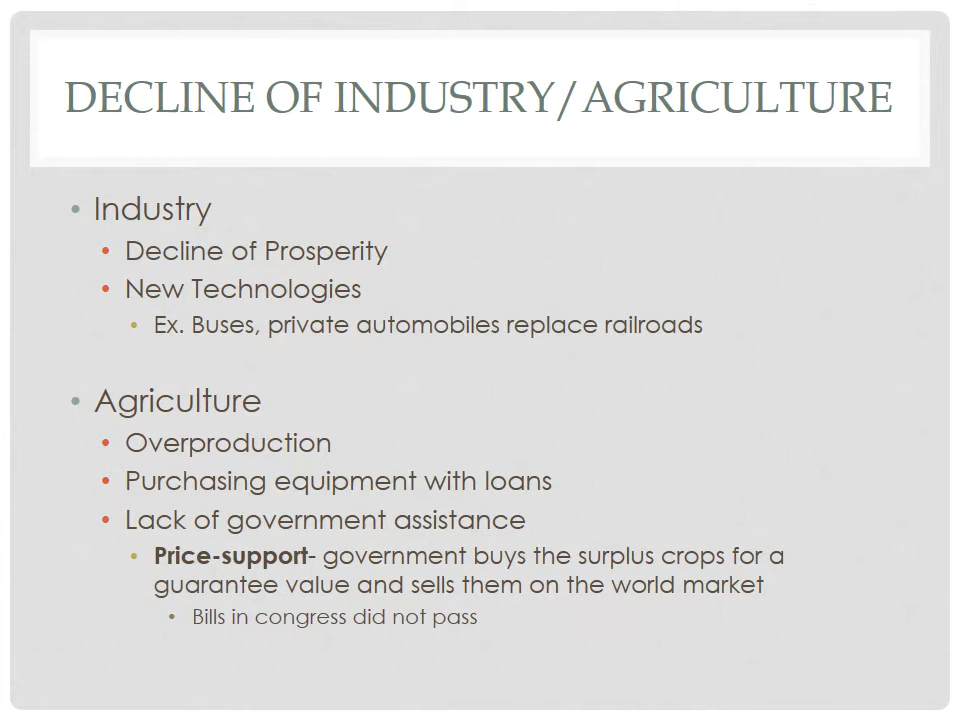 DECLINE OF INDUSTRY/AGRICULTURE
• Industry
• Decline of Prosperity
• New Technologies
• Ex. Buses, private automobiles replace railroads
• Agriculture
• Overproduction
• Purchasing equipment with loans
• Lack of government assistance
• Price-support- government buys the surplus crops for a
guarantee value and sells them on the world market
• Bills in congress did not pass